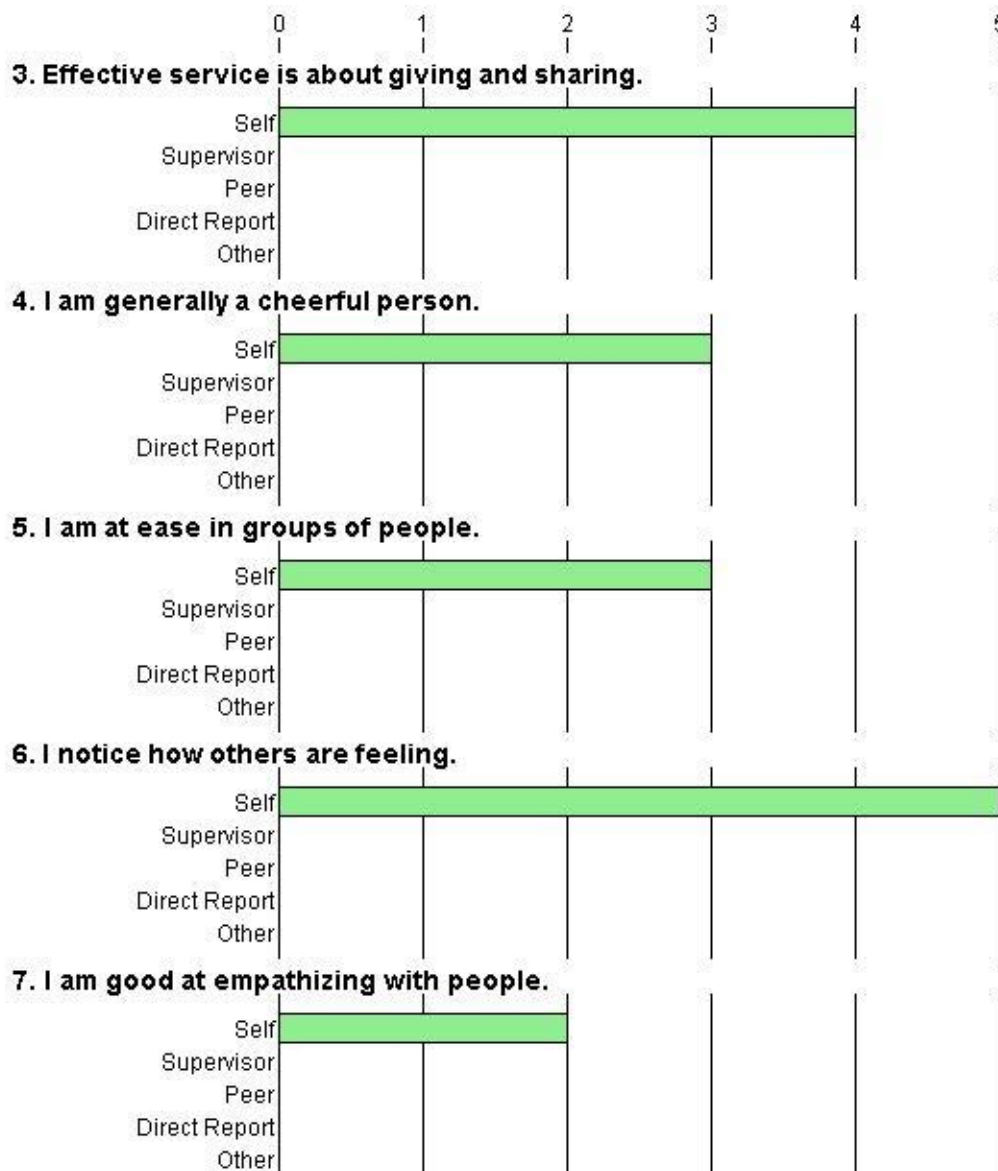 0 1 2 3 4 5
3. Effective service is about giving and sharing.
Self
Supervisor
Peer
Direct Report
Other
4. I am generally a cheerful person.
Self
Supervisor
Peer
Direct Report
Other
5. I am at ease in groups of people.
Self
Supervisor
Peer
Direct Report
Other
6. I notice how others are feeling.
Self
Supervisor
Peer
Direct Report
Other
7. I am good at empathizing with people.
Self
Supervisor
Peer
Direct Report
Other